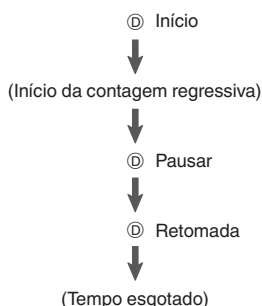 Ⓓ Início
(Início da contagem regressiva)
Ⓓ Pausar
Ⓓ Retomada
(Tempo esgotado)